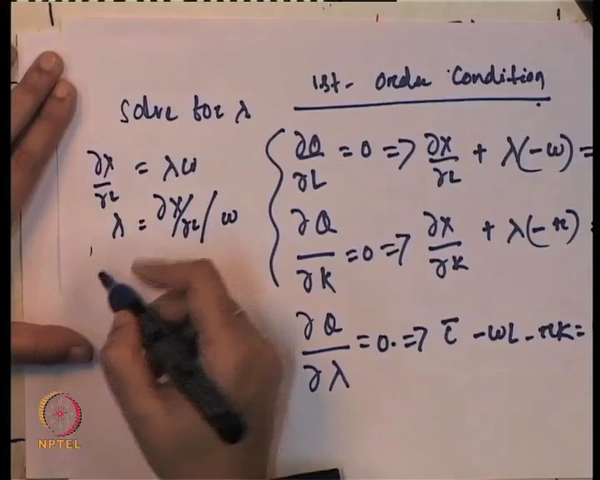 1st - Order Condition
Solve for λ
∂X/∂L = λω
λ = ∂X/∂L / ω
∂Q/∂L = 0 => ∂X/∂L + λ(-ω) =
∂Q/∂K = 0 => ∂X/∂K + λ(-r) =
∂Q/∂λ = 0. => C̄ - ωL - rK =
NPTEL